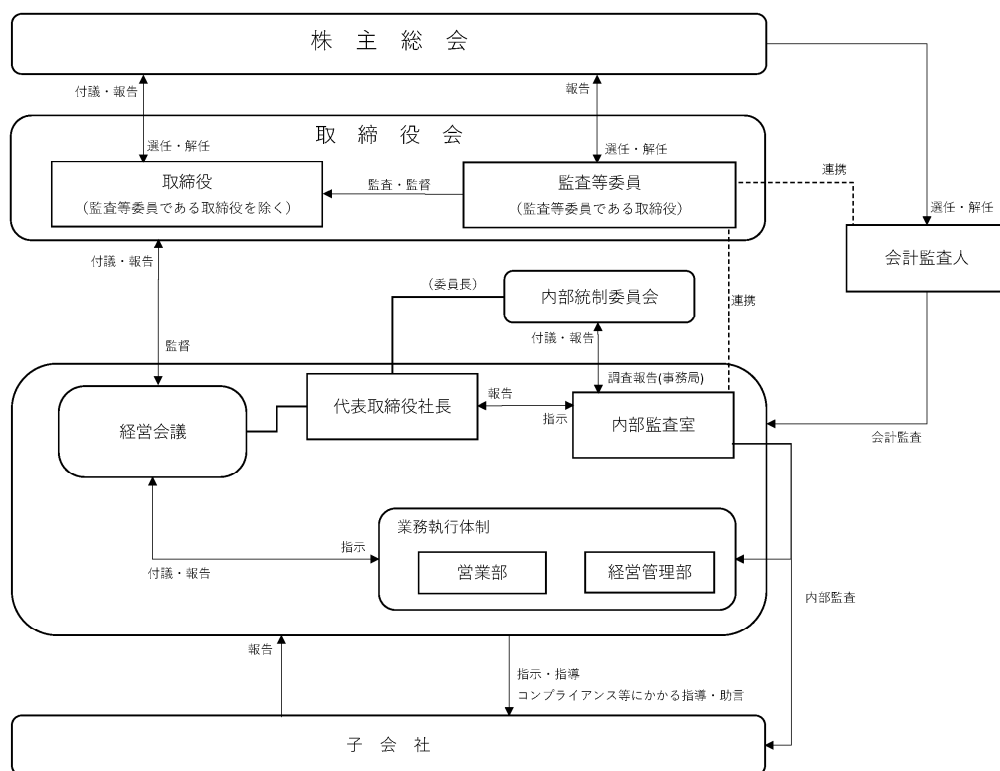 株主総会
付議・報告
報告
取締役会
選任・解任
選任・解任
取締役
（監査等委員である取締役を除く）
監査・監督
監査等委員
（監査等委員である取締役）
連携
選任・解任
会計監査人
付議・報告
（委員長）
内部統制委員会
連携
付議・報告
監督
調査報告(事務局)
代表取締役社長
報告
指示
内部監査室
経営会議
会計監査
業務執行体制
指示
付議・報告
営業部
経営管理部
内部監査
報告
指示・指導
コンプライアンス等にかかる指導・助言
子会社